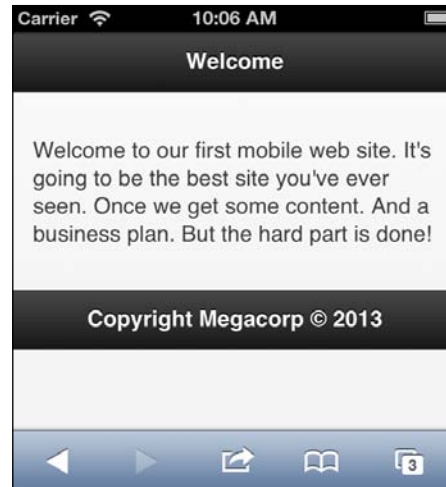 Carrier 10:06 AM
Welcome
Welcome to our first mobile web site. It's
going to be the best site you've ever
seen. Once we get some content. And a
business plan. But the hard part is done!
Copyright Megacorp © 2013
3